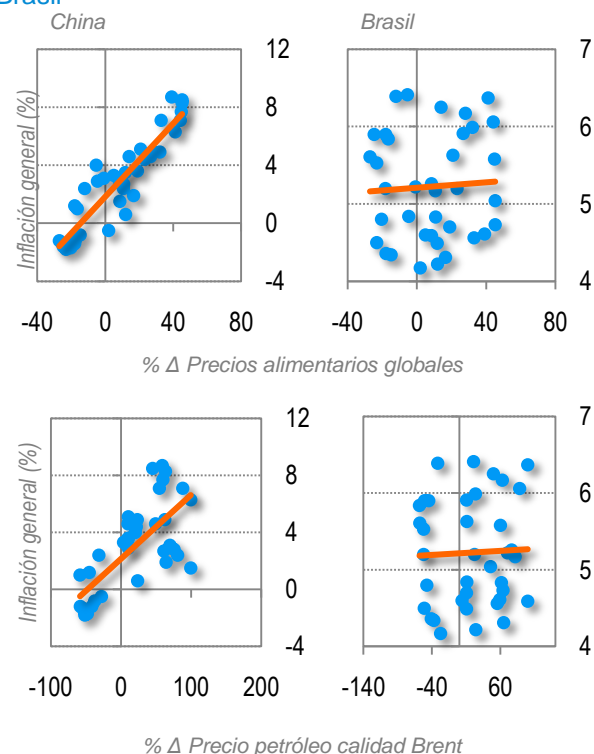 Brasil
China Brasil
12 7
8 6
4 5
0
-4 4
Inflación general (%)
-40 0 40 80 -40 0 40 80
% Δ Precios alimentarios globales
12 7
8 6
4 5
0
-4 4
Inflación general (%)
-100 0 100 200 -140 -40 60
% Δ Precio petróleo calidad Brent